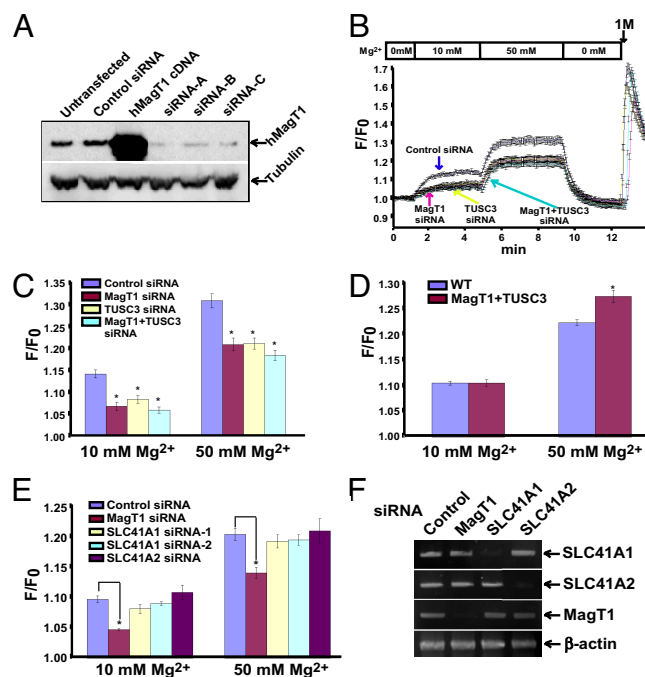 A
Untransfected
Control siRNA
hMagT1 cDNA
siRNA-A
siRNA-B
siRNA-C
hMagT1
Tubulin
B
1M
Mg2+
0mM
10 mM
50 mM
0 mM
F/F0
1.7
1.6
1.5
1.4
1.3
1.2
1.1
1.0
0.9
Control siRNA
MagT1
siRNA
TUSC3
siRNA
MagT1+TUSC3
siRNA
0
2
4
6
8
10
12
min
C
F/F0
1.35
1.30
1.25
1.20
1.15
1.10
1.05
1.00
Control siRNA
MagT1 siRNA
TUSC3 siRNA
MagT1+TUSC3
siRNA
* * *
* * *
10 mM Mg2+
50 mM Mg2+
D
F/F0
1.30
1.20
1.10
1.00
WT
MagT1+TUSC3
*
10 mM Mg2+
50 mM Mg2+
E
F/F0
1.25
1.20
1.15
1.10
1.05
1.00
Control siRNA
MagT1 siRNA
SLC41A1 siRNA-1
SLC41A1 siRNA-2
SLC41A2 siRNA
*
*
10 mM Mg2+
50 mM Mg2+
F
siRNA
Control
MagT1
SLC41A1
SLC41A2
SLC41A1
SLC41A2
MagT1
β-actin